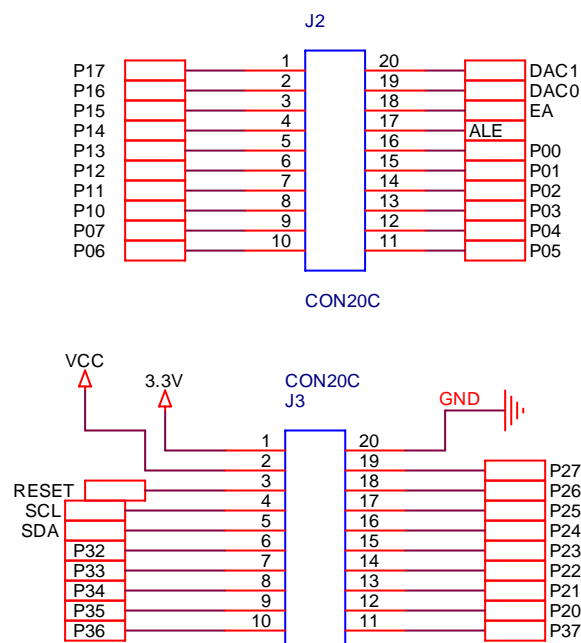 J2
P17 1 20 DAC1
P16 2 19 DAC0
P15 3 18 EA
P14 4 17 ALE
P13 5 16 P00
P12 6 15 P01
P11 7 14 P02
P10 8 13 P03
P07 9 12 P04
P06 10 11 P05
CON20C
VCC
3.3V
CON20C
J3
GND
1 20
2 19 P27
RESET 3 18 P26
SCL 4 17 P25
SDA 5 16 P24
P32 6 15 P23
P33 7 14 P22
P34 8 13 P21
P35 9 12 P20
P36 10 11 P37